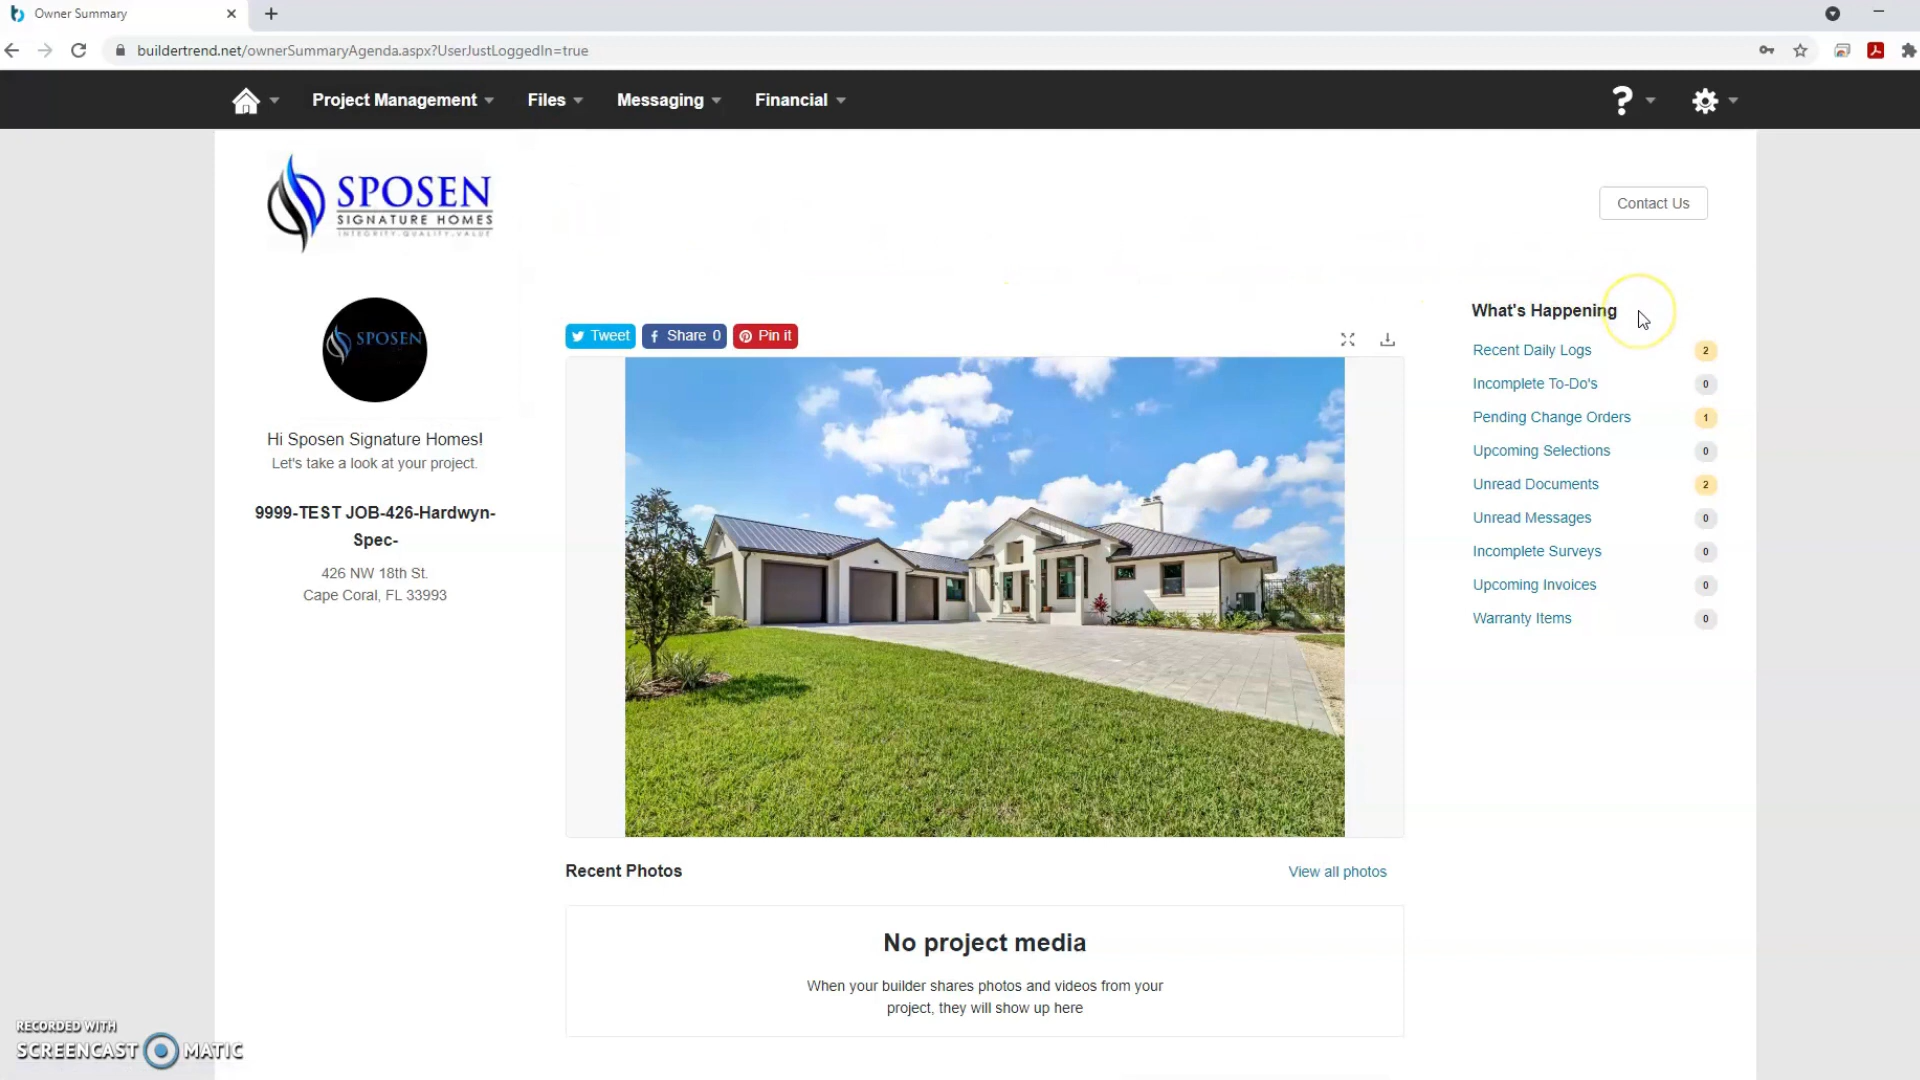 Owner Summary
buildertrend.net/ownerSummaryAgenda.aspx?UserJustLoggedIn=true
Project Management
Files
Messaging
Financial
?
SPOSEN
SIGNATURE HOMES
INTEGRITY.QUALITY.VALUE
Contact Us
SPOSEN
Hi Sposen Signature Homes!
Let's take a look at your project.
9999-TEST JOB-426-Hardwyn-
Spec-
426 NW 18th St.
Cape Coral, FL 33993
Tweet
Share 0
Pin it
What's Happening
Recent Daily Logs 2
Incomplete To-Do's 0
Pending Change Orders 1
Upcoming Selections 0
Unread Documents 2
Unread Messages 0
Incomplete Surveys 0
Upcoming Invoices 0
Warranty Items 0
Recent Photos
View all photos
No project media
When your builder shares photos and videos from your
project, they will show up here
RECORDED WITH
SCREENCAST MATIC